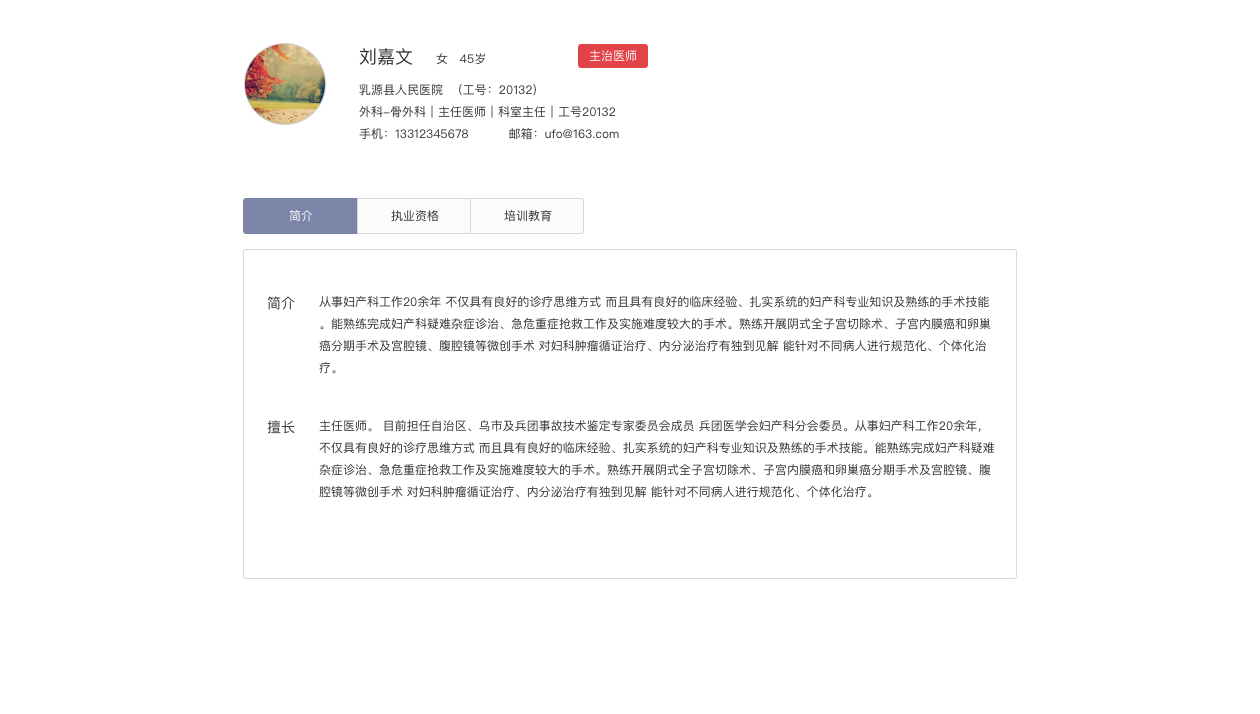 刘嘉文 女 45岁 主治医师
乳源县人民医院 （工号：20132）
外科-骨外科 | 主任医师 | 科室主任 | 工号20132
手机：13312345678 邮箱：ufo@163.com
简介 执业资格 培训教育
简介 从事妇产科工作20余年 不仅具有良好的诊疗思维方式 而且具有良好的临床经验、扎实系统的妇产科专业知识及熟练的手术技能
。能熟练完成妇产科疑难杂症诊治、急危重症抢救工作及实施难度较大的手术。熟练开展阴式全子宫切除术、子宫内膜癌和卵巢
癌分期手术及宫腔镜、腹腔镜等微创手术 对妇科肿瘤循证治疗、内分泌治疗有独到见解 能针对不同病人进行规范化、个体化治
疗。
擅长 主任医师。 目前担任自治区、乌市及兵团事故技术鉴定专家委员会成员 兵团医学会妇产科分会委员。从事妇产科工作20余年，
不仅具有良好的诊疗思维方式 而且具有良好的临床经验、扎实系统的妇产科专业知识及熟练的手术技能。能熟练完成妇产科疑难
杂症诊治、急危重症抢救工作及实施难度较大的手术。熟练开展阴式全子宫切除术、子宫内膜癌和卵巢癌分期手术及宫腔镜、腹
腔镜等微创手术 对妇科肿瘤循证治疗、内分泌治疗有独到见解 能针对不同病人进行规范化、个体化治疗。